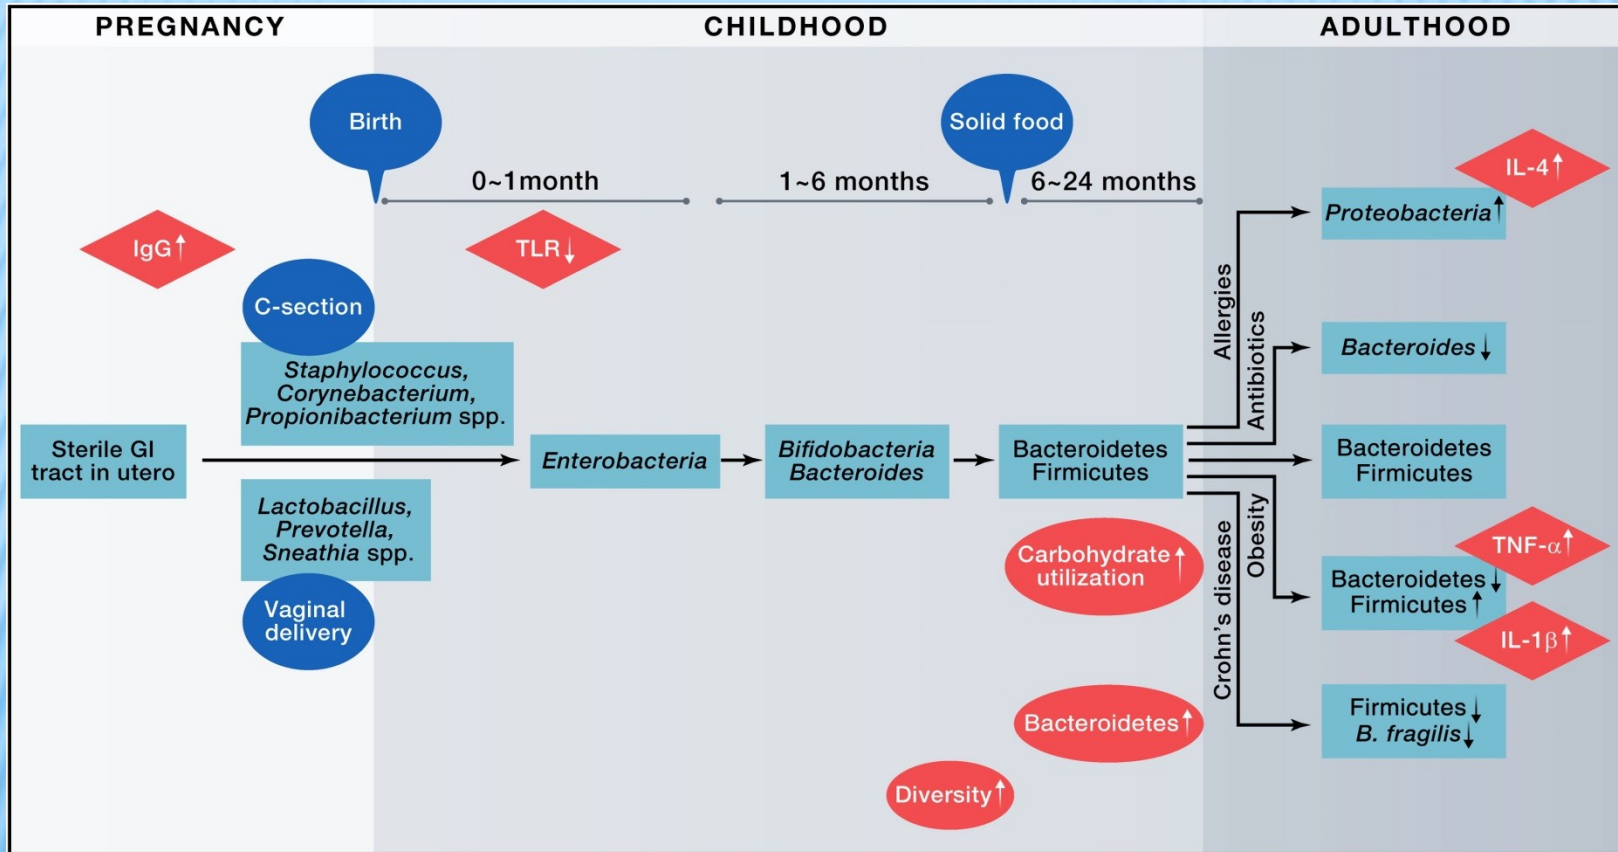 PREGNANCY
CHILDHOOD
ADULTHOOD
Birth
Solid food
0~1month
1~6 months
6~24 months
IgG↑
TLR↓
IL-4↑
Proteobacteria↑
C-section
Staphylococcus,
Corynebacterium,
Propionibacterium spp.
Allergies
Antibiotics
Bacteroides↓
Sterile GI
tract in utero
Enterobacteria
Bifidobacteria
Bacteroides
Bacteroidetes
Firmicutes
Bacteroidetes
Firmicutes
Lactobacillus,
Prevotella,
Sneathia spp.
Vaginal
delivery
Carbohydrate↑
utilization
Crohn's disease
Obesity
TNF-α↑
Bacteroidetes↓
Firmicutes↑
IL-1β↑
Bacteroidetes↑
Firmicutes↓
B. fragilis↓
Diversity↑